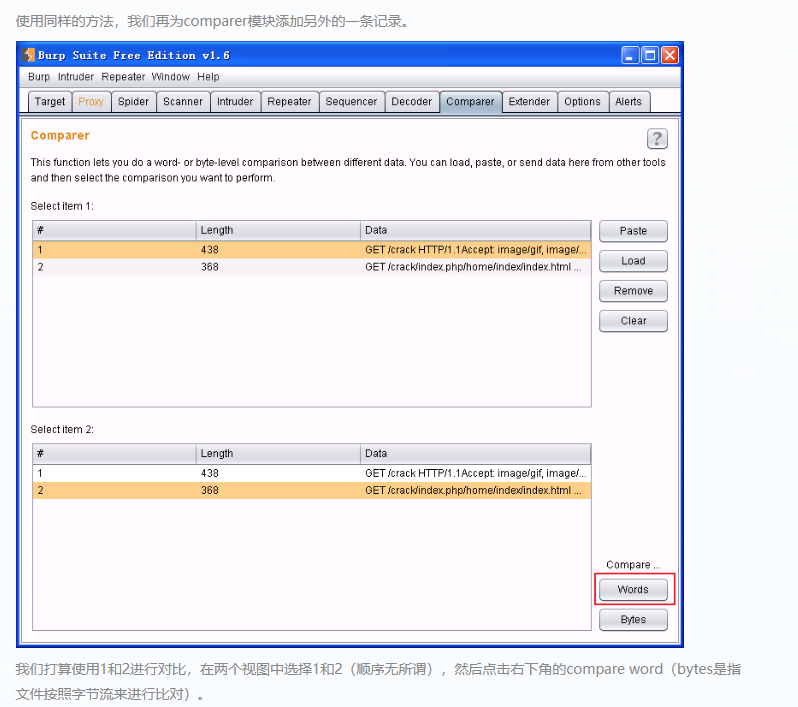 使用同样的方法，我们再为comparer模块添加另外的一条记录。
Burp Suite Free Edition v1.6
Burp Intruder Repeater Window Help
Target Proxy Spider Scanner Intruder Repeater Sequencer Decoder Comparer Extender Options Alerts
Comparer
?
This function lets you do a word- or byte-level comparison between different data. You can load, paste, or send data here from other tools
and then select the comparison you want to perform.
Select item 1:
# Length Data
Paste
1 438 GET /crack HTTP/1.1Accept: image/gif, image/...
Load
2 368 GET /crack/index.php/home/index/index.html ...
Remove
Clear
Select item 2:
# Length Data
1 438 GET /crack HTTP/1.1Accept: image/gif, image/...
2 368 GET /crack/index.php/home/index/index.html ...
Compare ...
Words
Bytes
我们打算使用1和2进行对比，在两个视图中选择1和2（顺序无所谓），然后点击右下角的compare word（bytes是指
文件按照字节流来进行比对）。